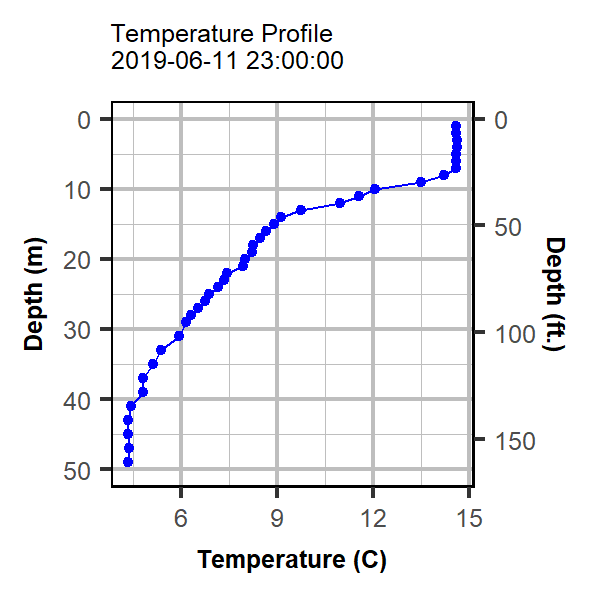 Temperature Profile
2019-06-11 23:00:00
0
10
20
30
40
50
Depth (m)
0
50
100
150
Depth (ft.)
6 9 12 15
Temperature (C)